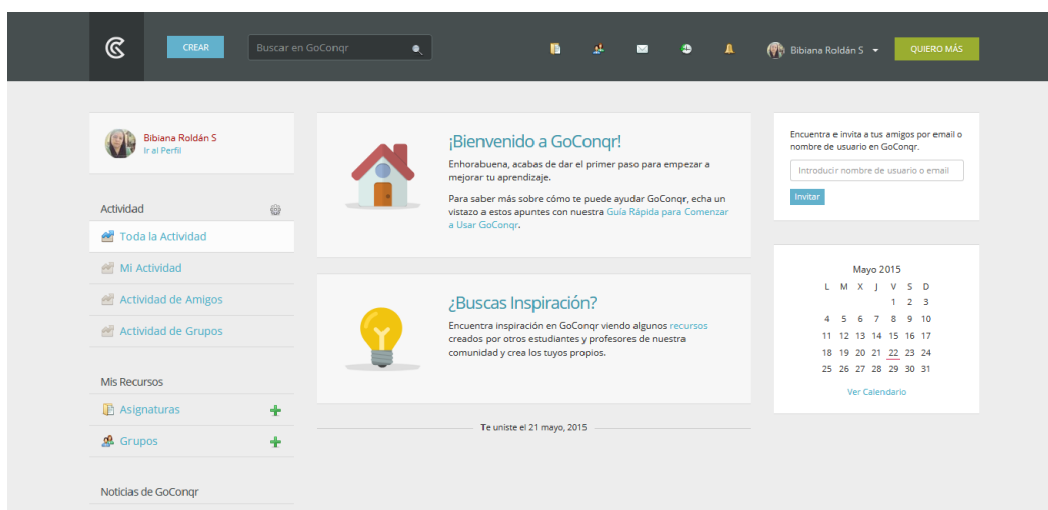 CREAR
Buscar en GoConqr
Bibiana Roldán S
QUIERO MÁS
Bibiana Roldán S
Ir al Perfil
Actividad
Toda la Actividad
Mi Actividad
Actividad de Amigos
Actividad de Grupos
Mis Recursos
Asignaturas
Grupos
Noticias de GoConqr
¡Bienvenido a GoConqr!
Enhorabuena, acabas de dar el primer paso para empezar a
mejorar tu aprendizaje.
Para saber más sobre cómo te puede ayudar GoConqr, echa un
vistazo a estos apuntes con nuestra Guía Rápida para Comenzar
a Usar GoConqr.
¿Buscas Inspiración?
Encuentra inspiración en GoConqr viendo algunos recursos
creados por otros estudiantes y profesores de nuestra
comunidad y crea los tuyos propios.
Te uniste el 21 mayo, 2015
Encuentra e invita a tus amigos por email o
nombre de usuario en GoConqr.
Introducir nombre de usuario o email
Invitar
Mayo 2015
L M X J V S D
1 2 3
4 5 6 7 8 9 10
11 12 13 14 15 16 17
18 19 20 21 22 23 24
25 26 27 28 29 30 31
Ver Calendario